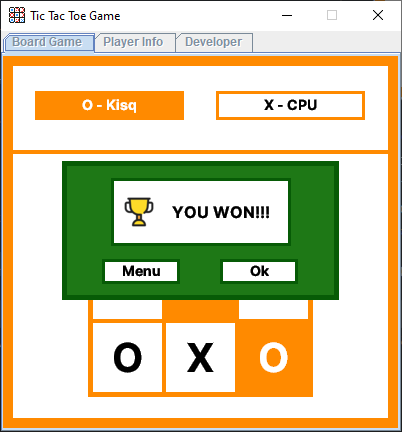 Tic Tac Toe Game
Board Game Player Info Developer
O - Kisq X - CPU
YOU WON!!!
Menu Ok
O X O